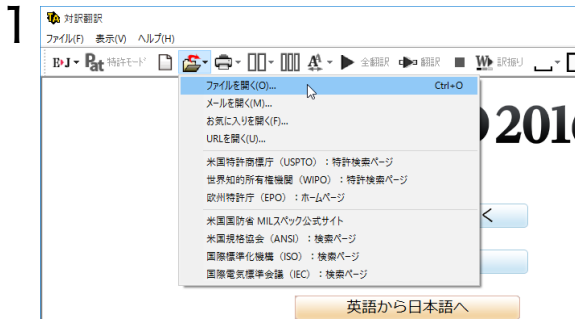 1
対訳翻訳
ファイル(F) 表示(V) ヘルプ(H)
E›J Pat 特許モード 全翻訳 翻訳 W 訳振り
ファイルを開く(O)... Ctrl+O
メールを開く(M)...
お気に入りを開く(F)...
URLを開く(U)...
2016
米国特許商標庁（USPTO）：特許検索ページ
世界知的所有権機関（WIPO）：特許検索ページ
欧州特許庁（EPO）：ホームページ
米国国防省 MILスペック公式サイト
く
米国規格協会（ANSI）：検索ページ
国際標準化機構（ISO）：検索ページ
国際電気標準会議（IEC）：検索ページ
英語から日本語へ